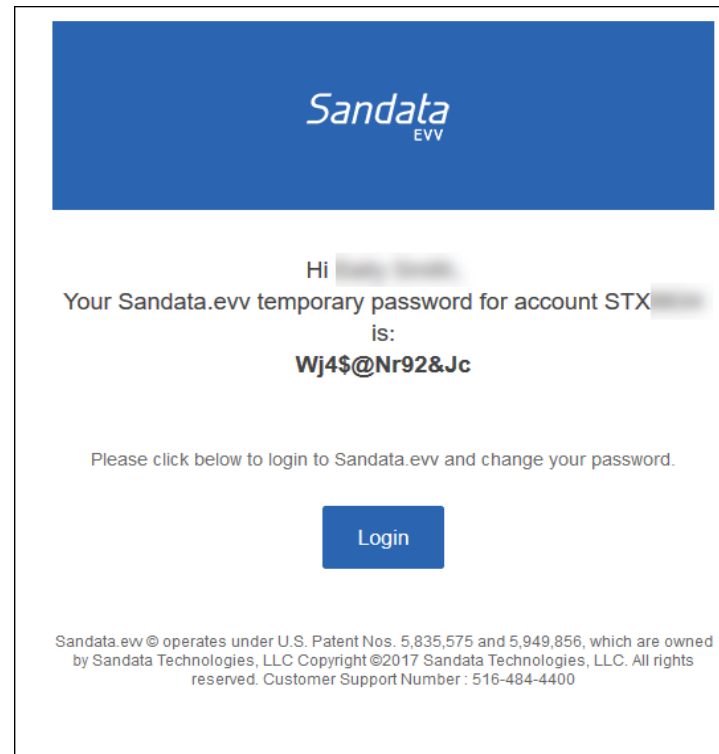 Sandata
EVV
Hi
Your Sandata.evv temporary password for account STX
is:
Wj4$@Nr92&Jc
Please click below to login to Sandata.evv and change your password.
Login
Sandata.evv © operates under U.S. Patent Nos. 5,835,575 and 5,949,856, which are owned
by Sandata Technologies, LLC Copyright ©2017 Sandata Technologies, LLC. All rights
reserved. Customer Support Number : 516-484-4400